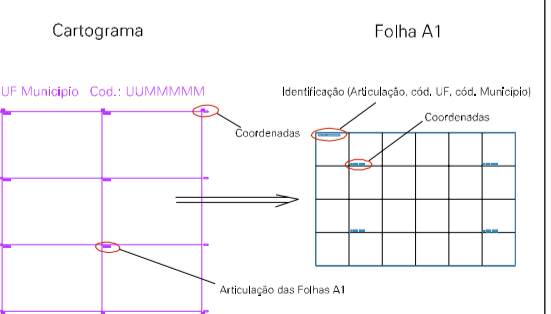 Cartograma
Folha A1
UF Município Cod.: UUMMMMM
Identificação (Articulação, cód. UF, cód. Município)
Coordenadas
Coordenadas
Articulação das Folhas A1